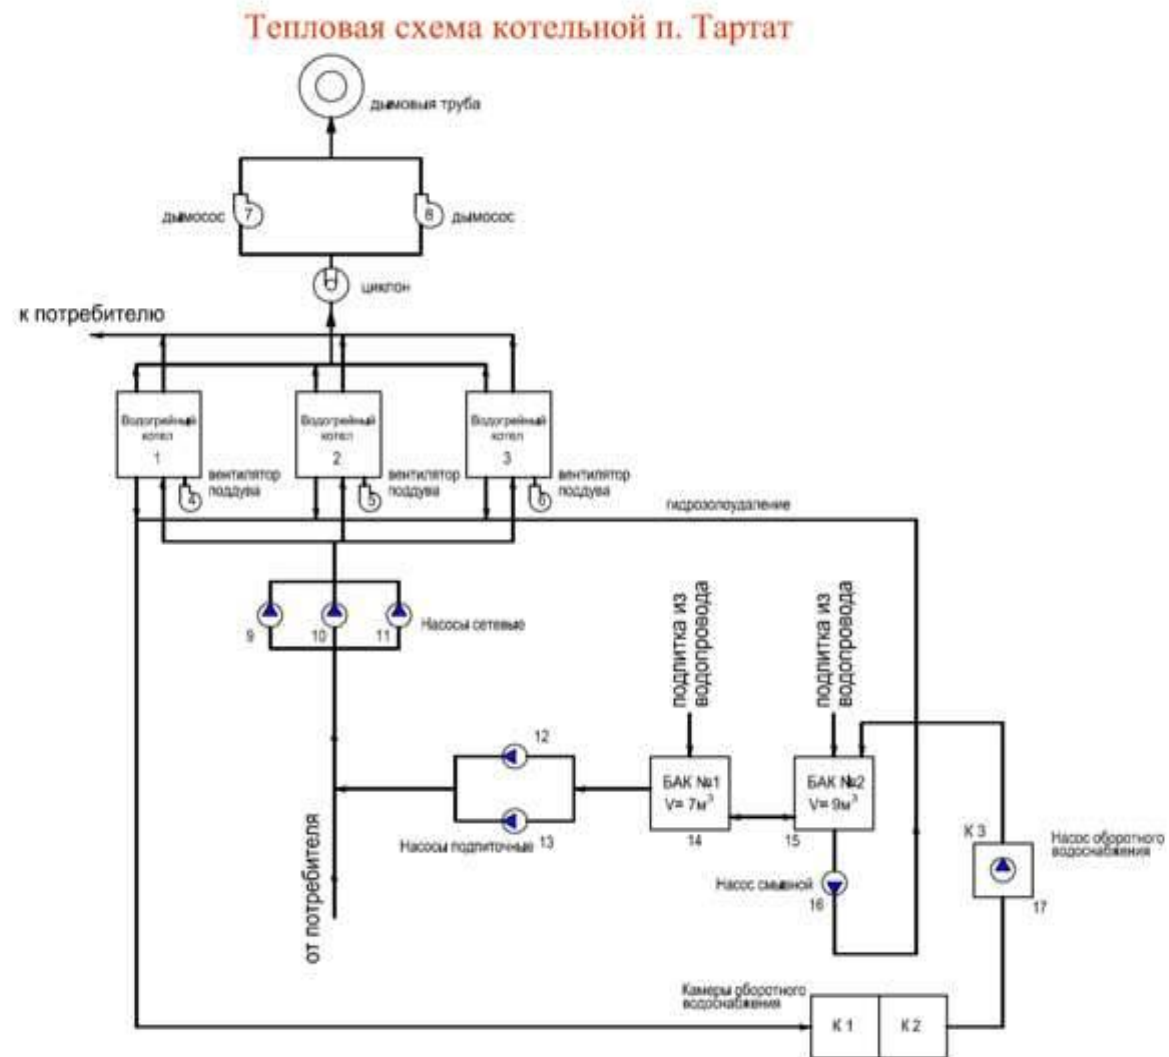 Тепловая схема котельной п. Тартат
дымовыя труба
дымосос
7
8
дымосос
циклон
к потребителю
Водогрейный
котел
1
Водогрейный
котел
2
Водогрейный
котел
3
4
вентилятор
поддува
5
вентилятор
поддува
6
вентилятор
поддува
гидрозолоудаление
9
10
11
Насосы сетевые
подпитка из
водопровода
подпитка из
водопровода
12
БАК №1
V= 7м³
БАК №2
V= 9м³
13
Насосы подпиточные
14
15
К 3
Насос оборотного
водоснабжения
Насос смывной
16
17
от потребителя
Камеры оборотного
водоснабжения
К 1
К 2